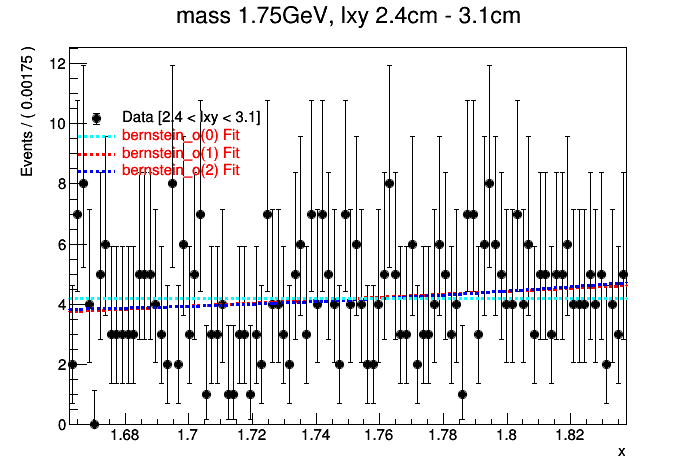 mass 1.75GeV, lxy 2.4cm - 3.1cm
Events / ( 0.00175 )
12
10
8
6
4
2
0
Data [2.4 < lxy < 3.1]
bernstein_o(0) Fit
bernstein_o(1) Fit
bernstein_o(2) Fit
1.68 1.7 1.72 1.74 1.76 1.78 1.8 1.82
x